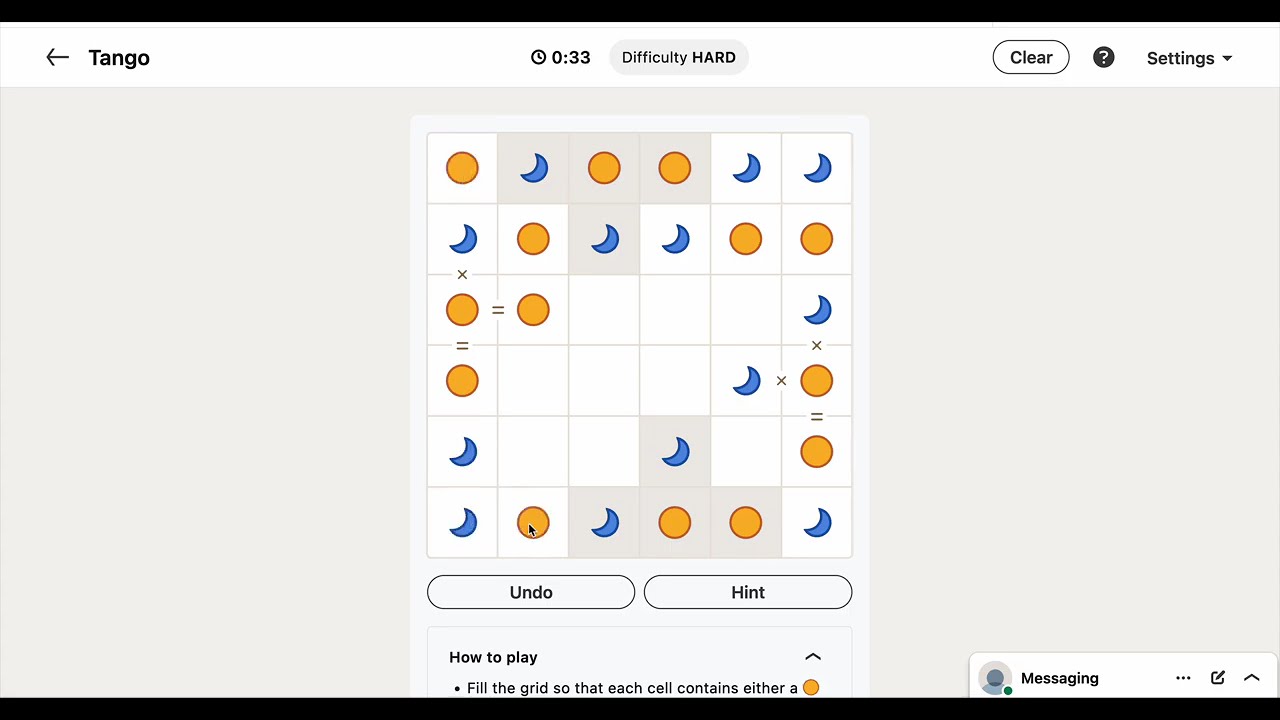 Tango
0:33
Difficulty HARD
Clear
?
Settings
×
=
=
×
×
=
Undo
Hint
How to play
• Fill the grid so that each cell contains either a
Messaging